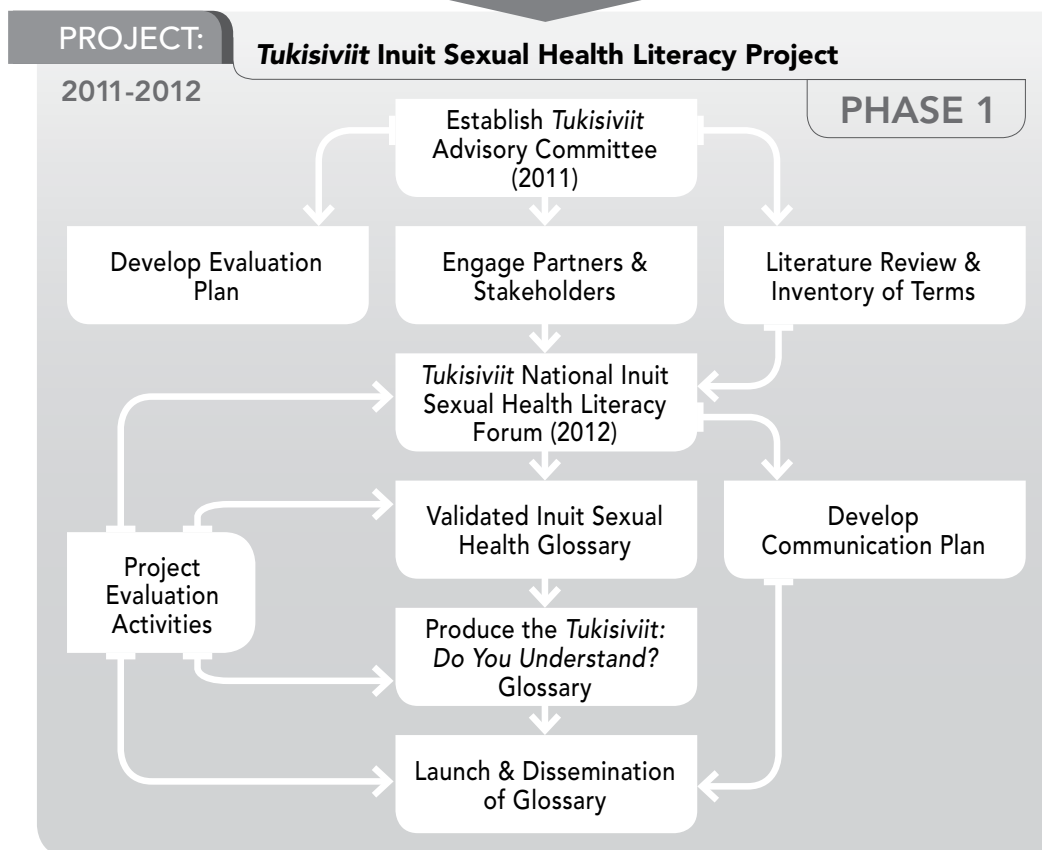 PROJECT:
Tukisiviit Inuit Sexual Health Literacy Project
2011-2012
PHASE 1
Establish Tukisiviit
Advisory Committee
(2011)
Develop Evaluation
Plan
Engage Partners &
Stakeholders
Literature Review &
Inventory of Terms
Tukisiviit National Inuit
Sexual Health Literacy
Forum (2012)
Validated Inuit Sexual
Health Glossary
Develop
Communication Plan
Project
Evaluation
Activities
Produce the Tukisiviit:
Do You Understand?
Glossary
Launch & Dissemination
of Glossary